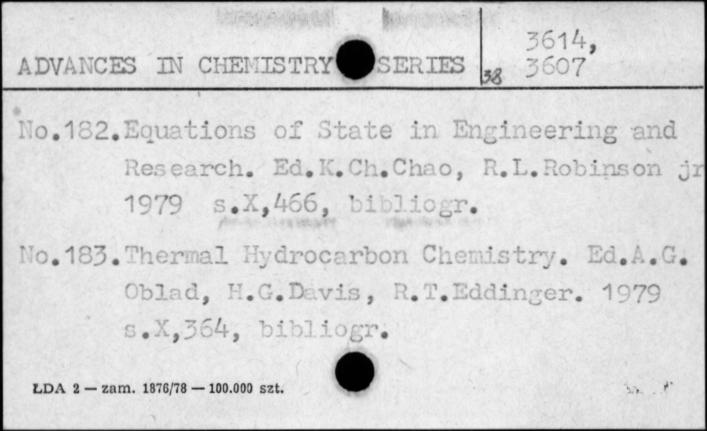 3614,
ADVANCES IN CHEMISTRY SERIES 38 3607
No.182.Equations of State in Engineering and
Research. Ed.K.Ch.Chao, R.L.Robinson jr
1979 s.X,466, bibliogr.
No.183.Thermal Hydrocarbon Chemistry. Ed.A.G.
Oblad, H.G.Davis, R.T.Eddinger. 1979
s.X,364, bibliogr.
ŁDA 2 — zam. 1876/78 — 100.000 szt.